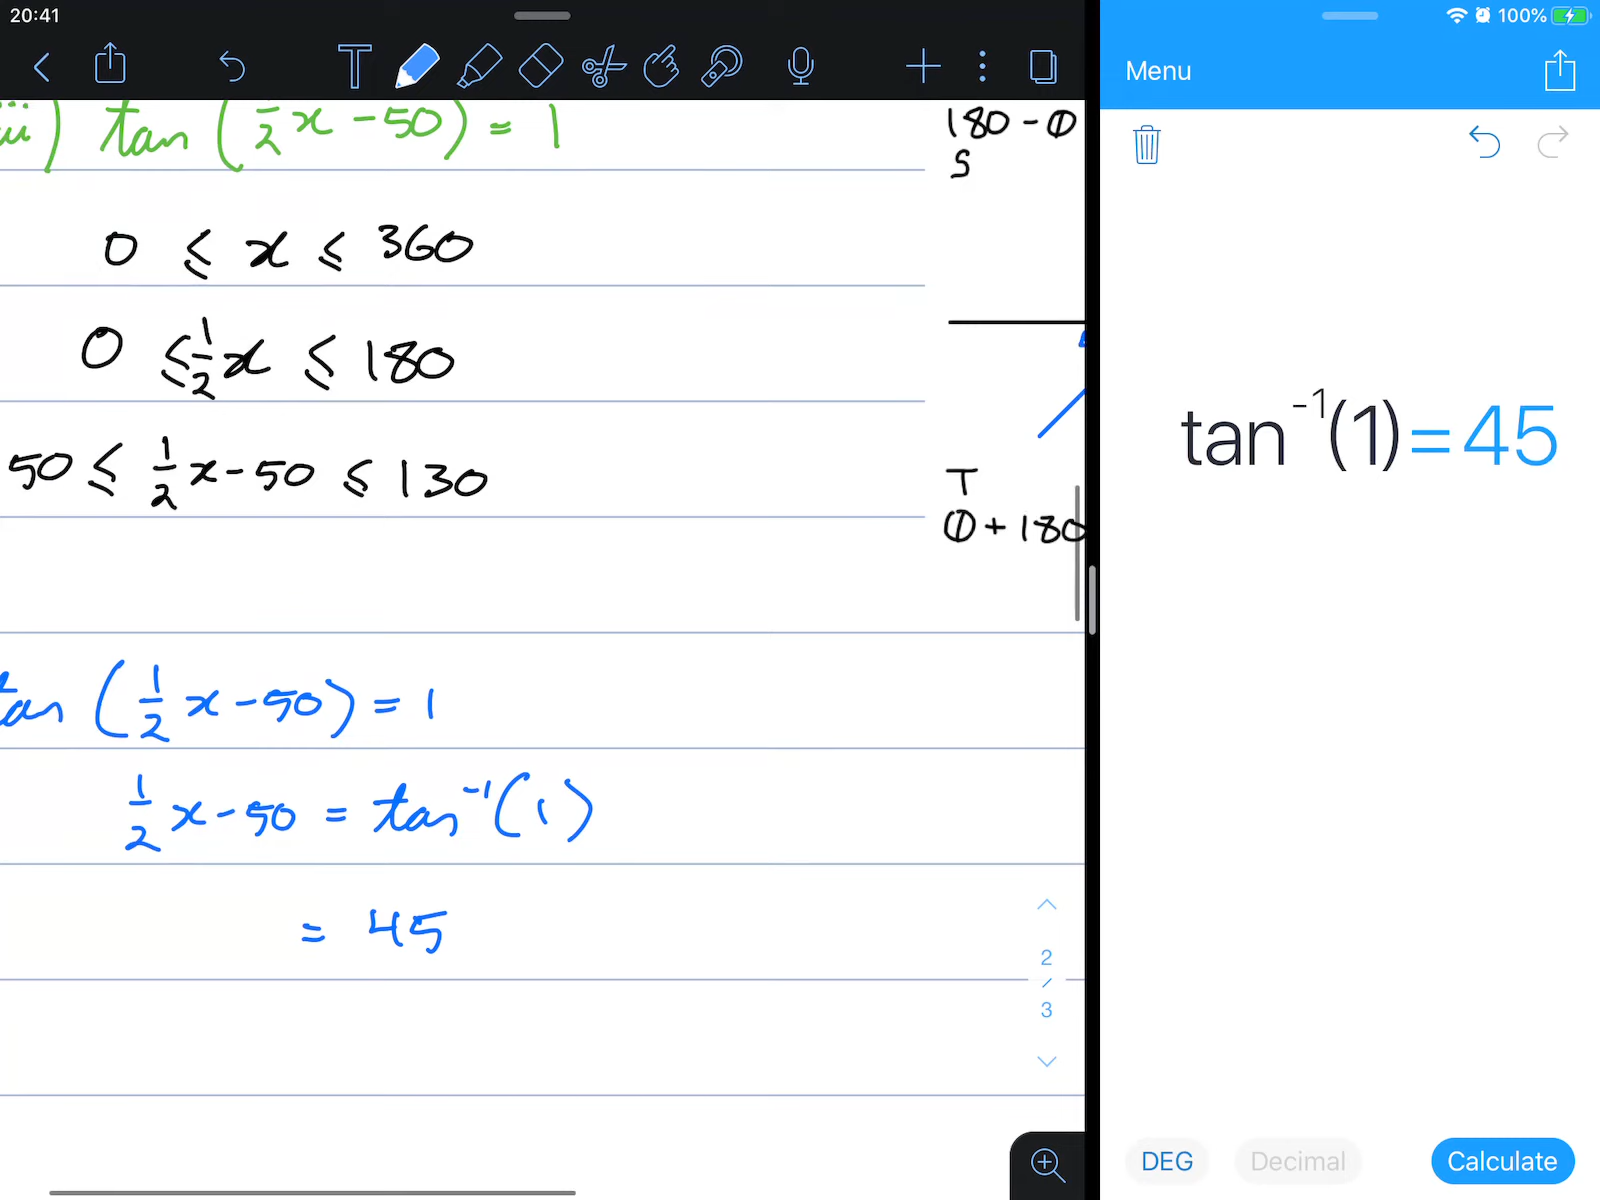 20:41
100%
Menu
iii) tan(½x - 50) = 1
180 - θ
S
0 ≤ x ≤ 360
0 ≤ ½x ≤ 180
50 ≤ ½x - 50 ≤ 130
T
θ + 180
tan(½x - 50) = 1
½x - 50 = tan⁻¹(1)
= 45
2
/
3
tan⁻¹(1)=45
DEG
Decimal
Calculate